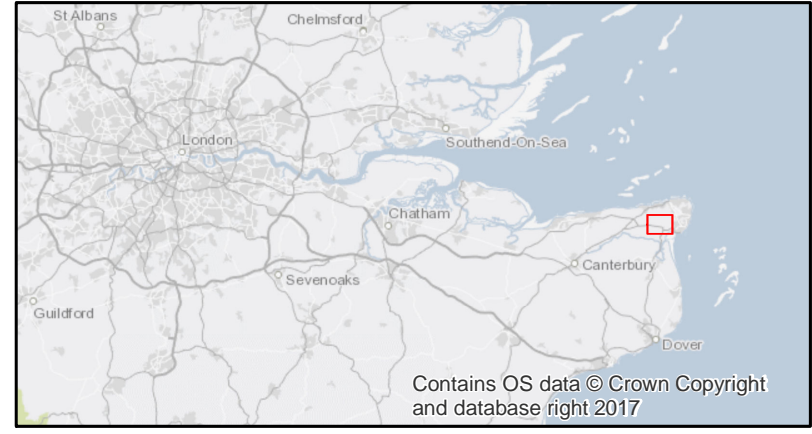 St Albans
Chelmsford
London
Southend-On-Sea
Chatham
Canterbury
Sevenoaks
Guildford
Dover
Contains OS data © Crown Copyright
and database right 2017